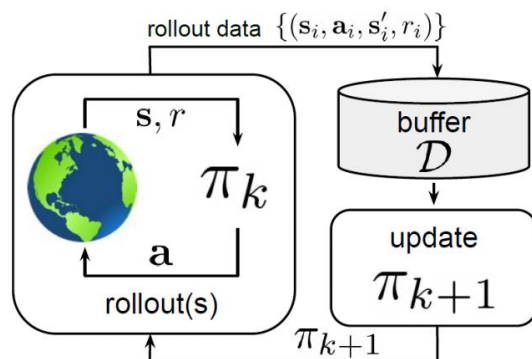 rollout data {(s_i, a_i, s'_i, r_i)}
s, r
π_k
a
rollout(s)
buffer
D
update
π_{k+1}
π_{k+1}